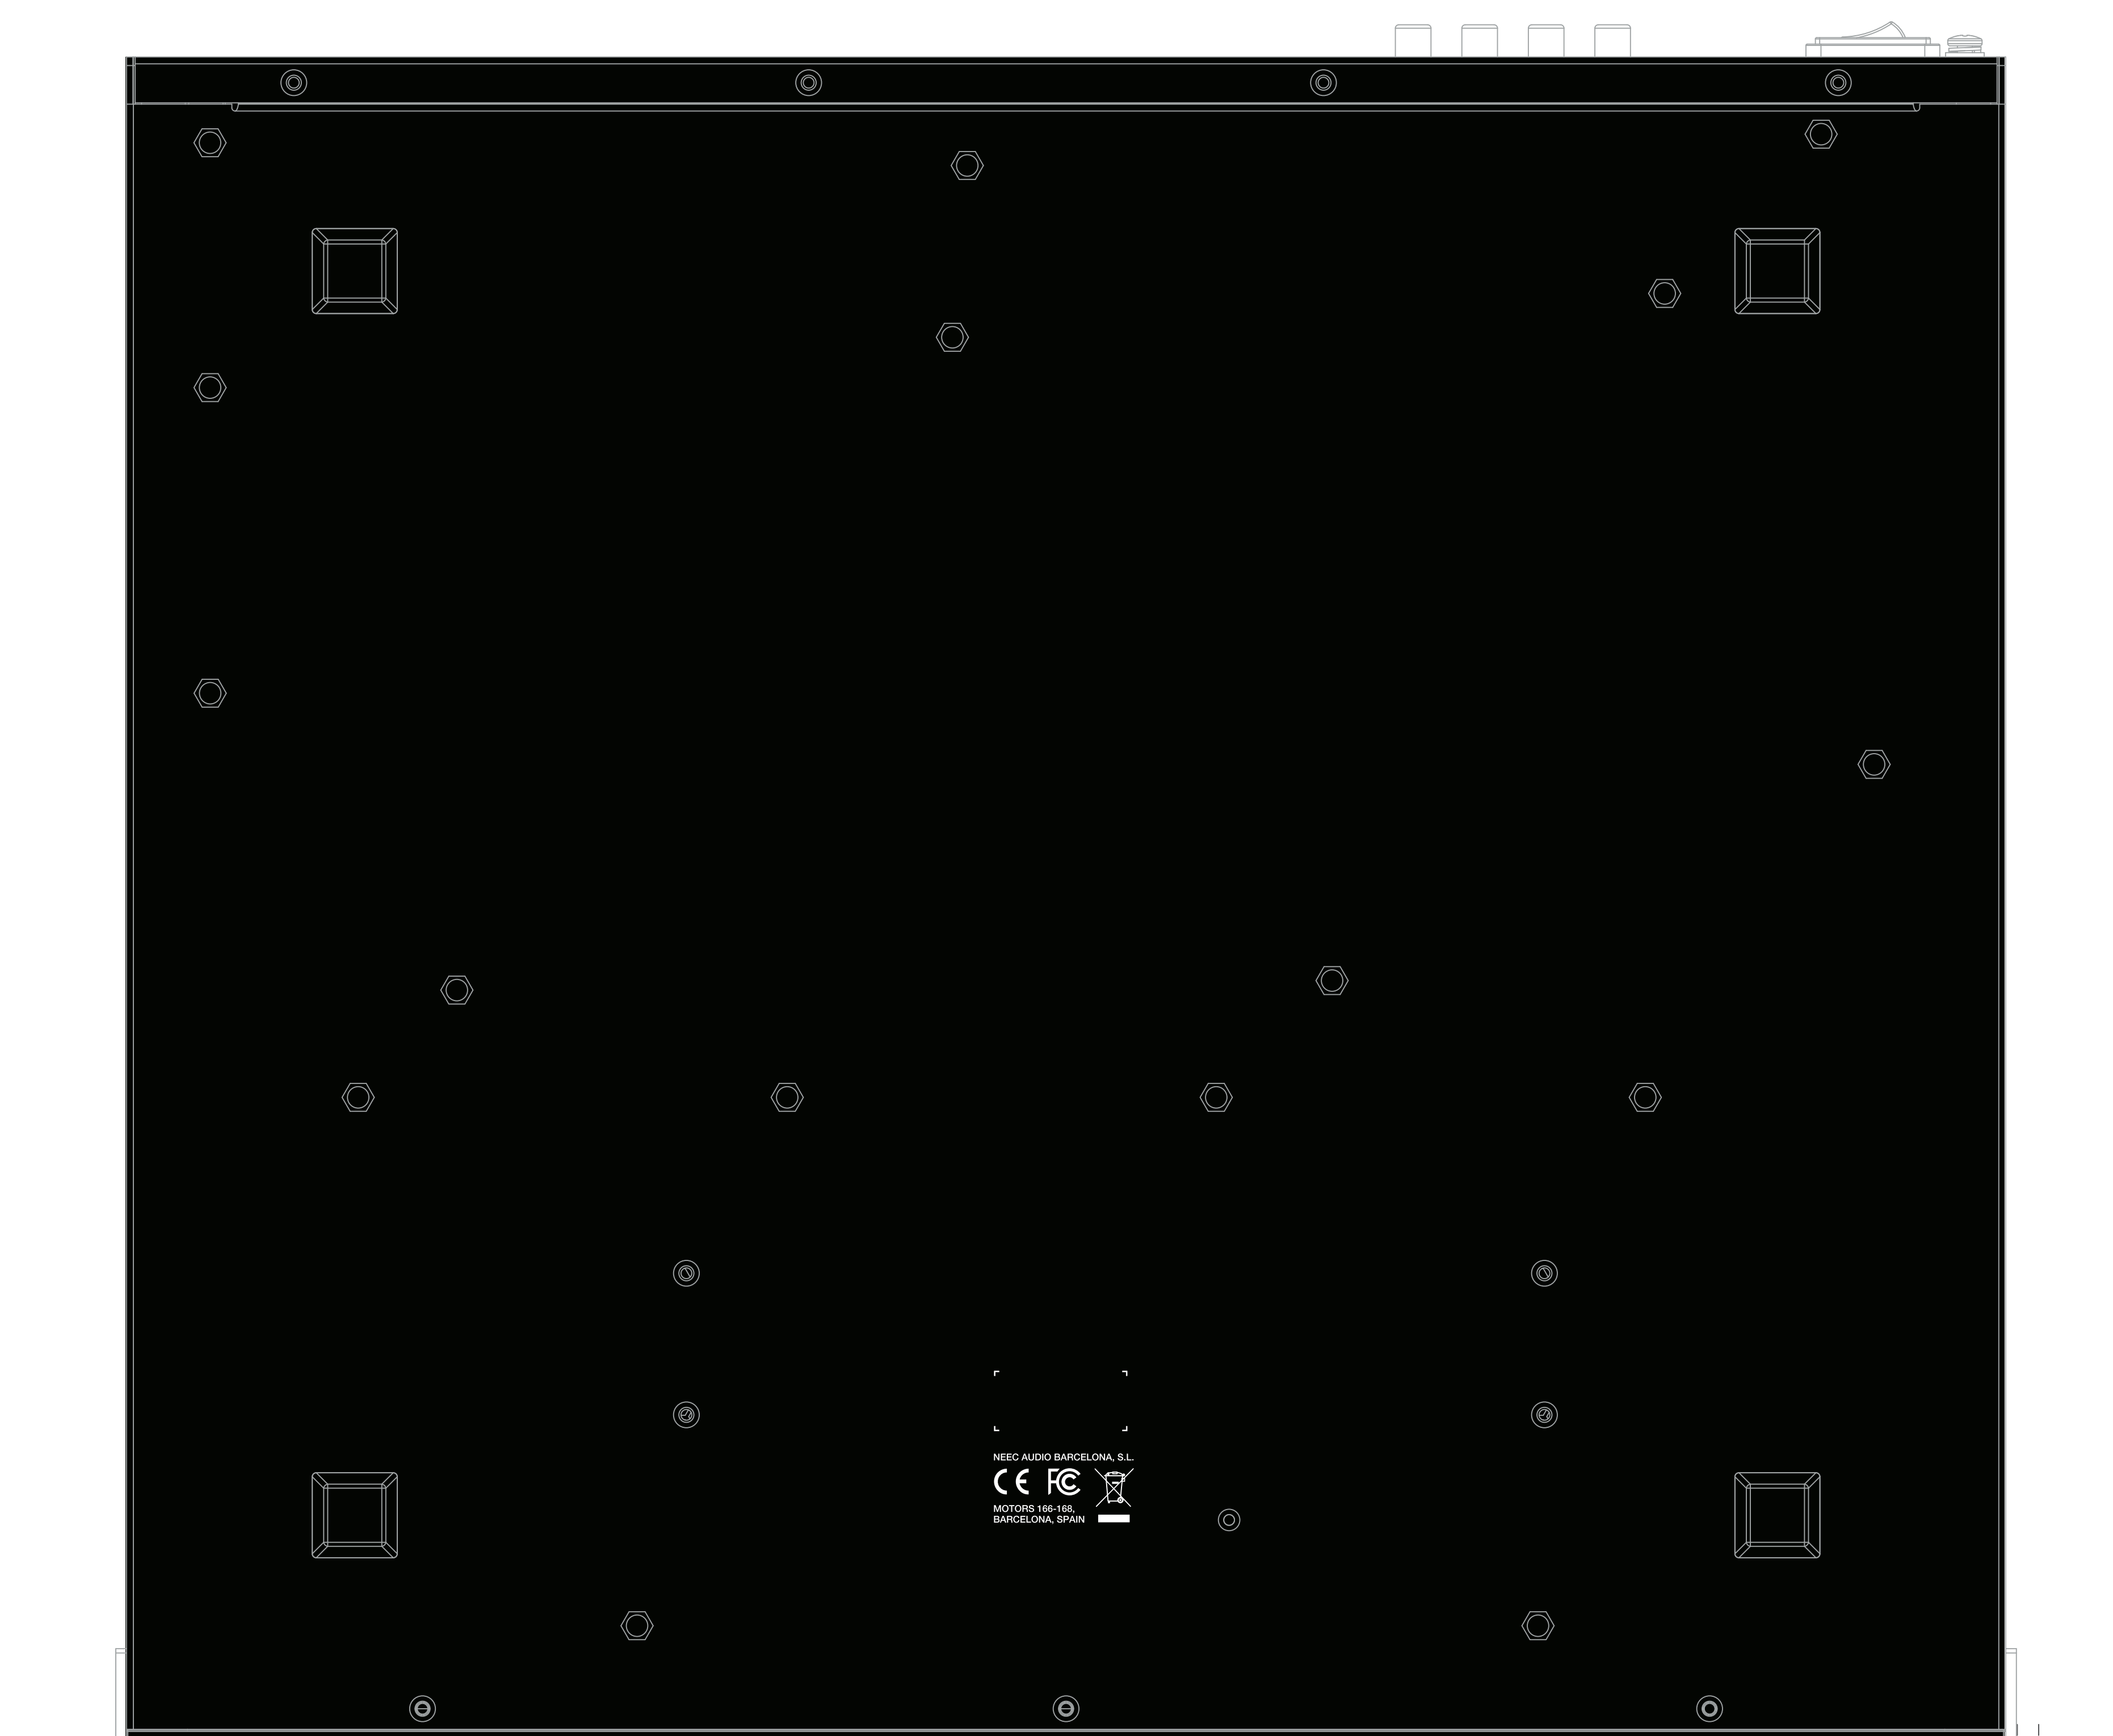 NEEC AUDIO BARCELONA, S.L.
CE FC
MOTORS 166-168,
BARCELONA, SPAIN